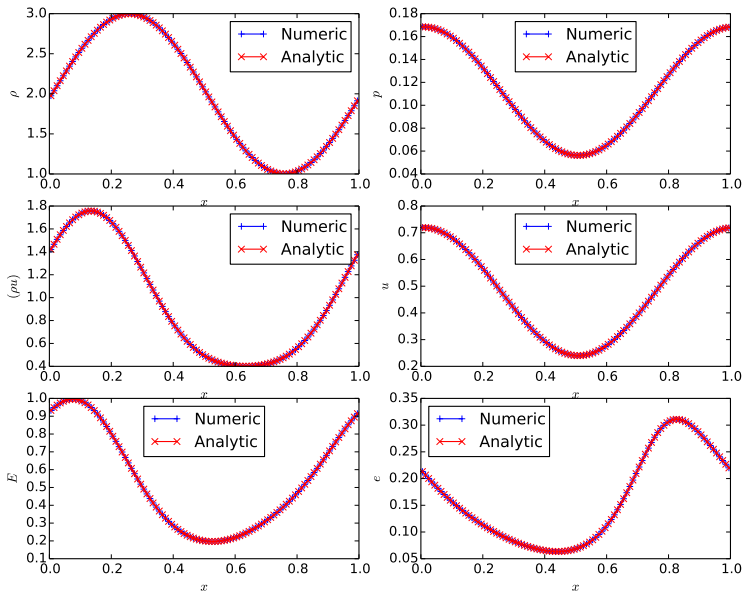 3.0
2.5
2.0
1.5
1.0
ρ
0.0 0.2 0.4 0.6 0.8 1.0
x
Numeric
Analytic
0.18
0.16
0.14
0.12
0.10
0.08
0.06
0.04
p
0.0 0.2 0.4 0.6 0.8 1.0
x
Numeric
Analytic
1.8
1.6
1.4
1.2
1.0
0.8
0.6
0.4
(ρu)
0.0 0.2 0.4 0.6 0.8 1.0
x
Numeric
Analytic
0.8
0.7
0.6
0.5
0.4
0.3
0.2
u
0.0 0.2 0.4 0.6 0.8 1.0
x
Numeric
Analytic
1.0
0.9
0.8
0.7
0.6
0.5
0.4
0.3
0.2
0.1
E
0.0 0.2 0.4 0.6 0.8 1.0
x
Numeric
Analytic
0.35
0.30
0.25
0.20
0.15
0.10
0.05
e
0.0 0.2 0.4 0.6 0.8 1.0
x
Numeric
Analytic